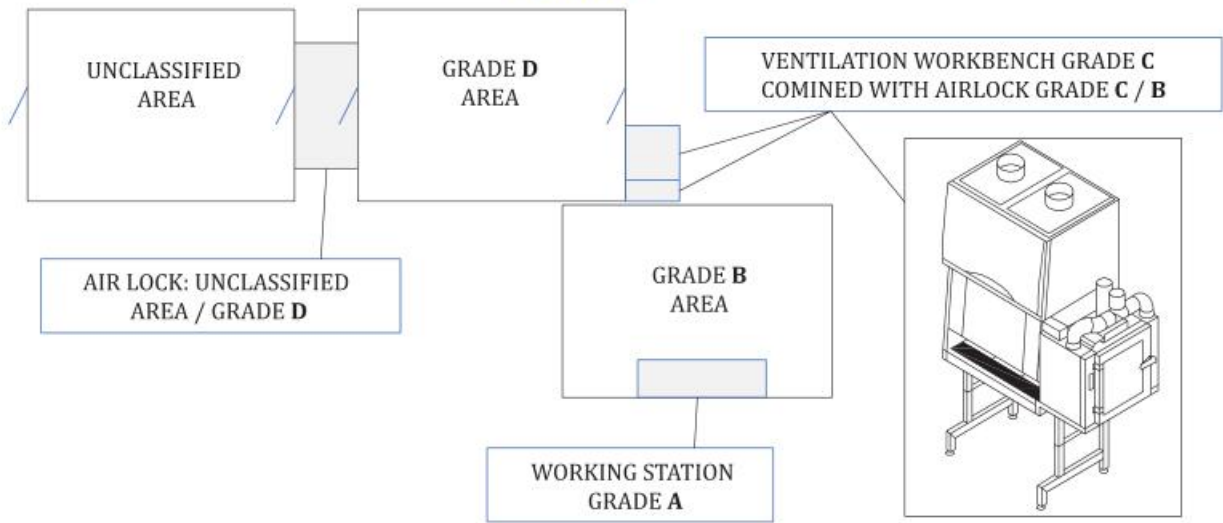 UNCLASSIFIED
AREA
GRADE D
AREA
VENTILATION WORKBENCH GRADE C
COMINED WITH AIRLOCK GRADE C / B
AIR LOCK: UNCLASSIFIED
AREA / GRADE D
GRADE B
AREA
WORKING STATION
GRADE A